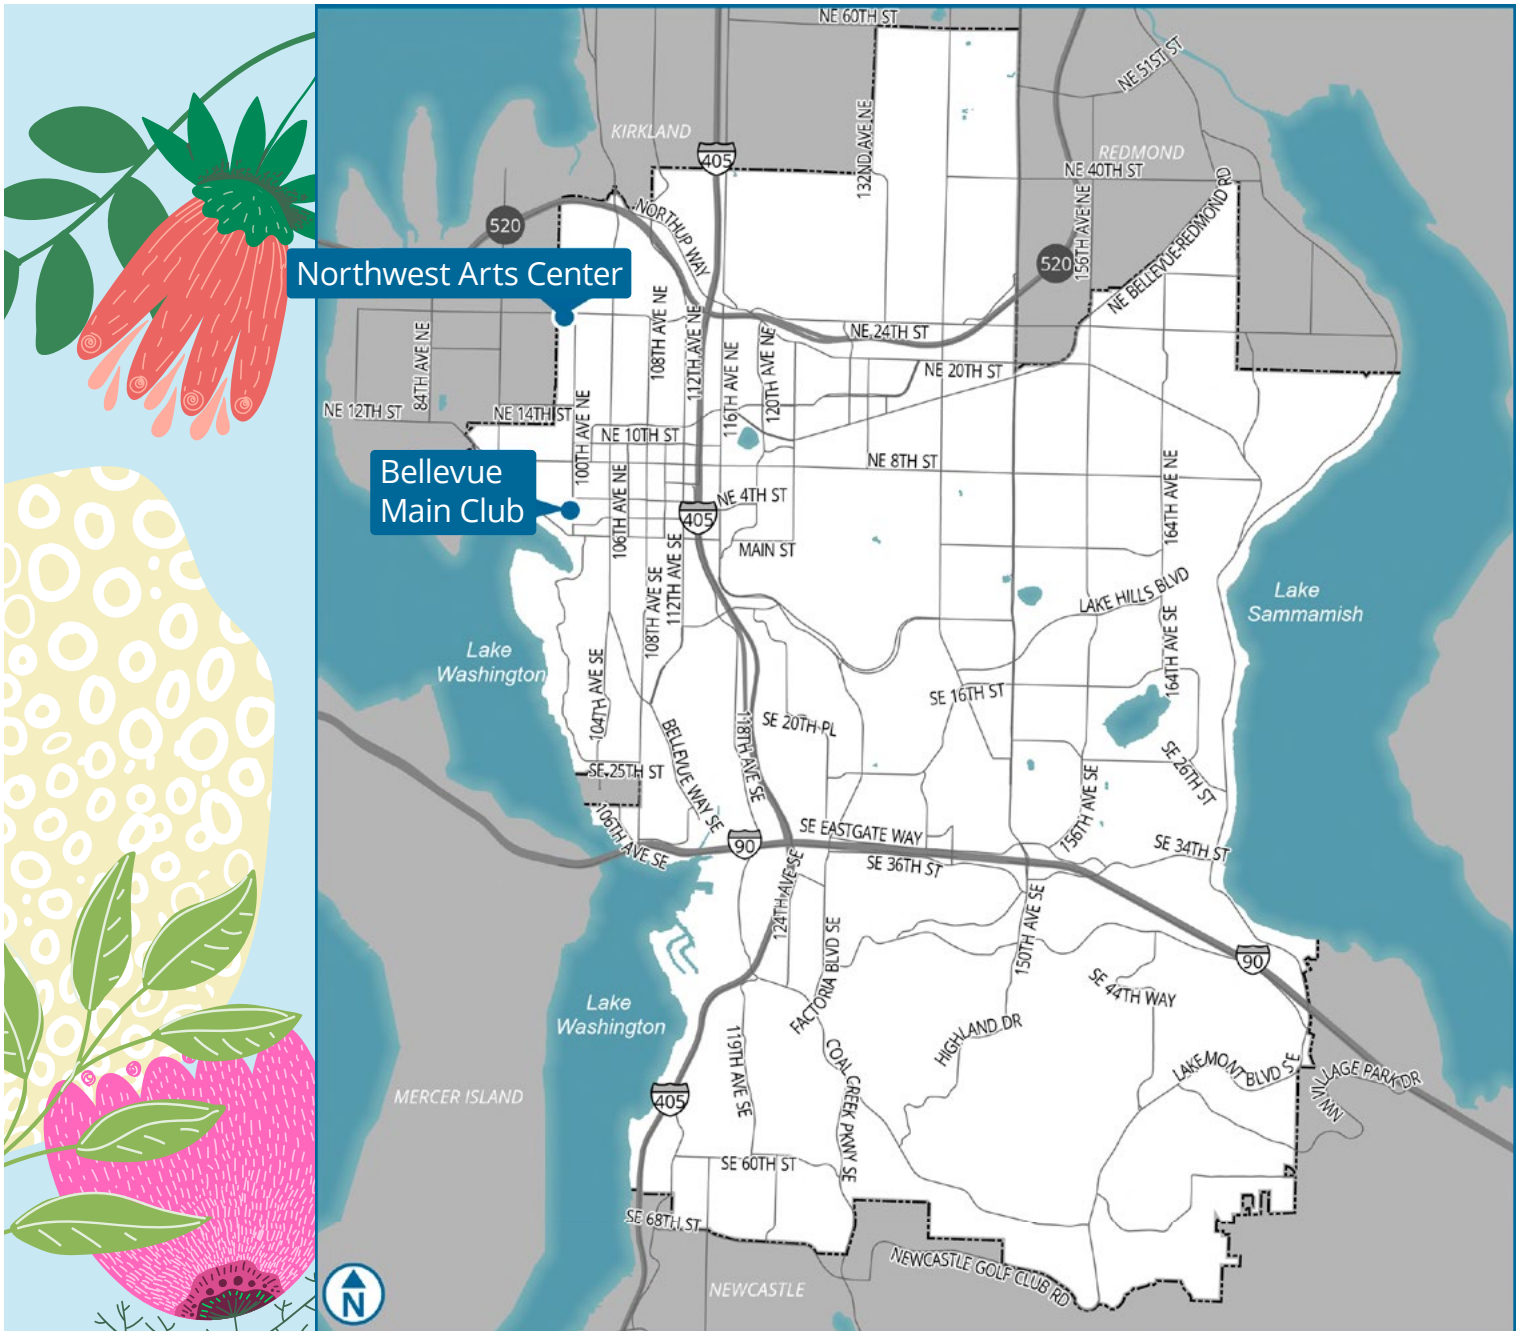 NE 60TH ST
NE 51ST ST
KIRKLAND
405
132ND AVE NE
REDMOND
NE 40TH ST
520
NORTHUP WAY
156TH AVE NE
NE BELLEVUE-REDMOND RD
520
Northwest Arts Center
108TH AVE NE
112TH AVE NE
84TH AVE NE
116TH AVE NE
120TH AVE NE
NE 24TH ST
NE 20TH ST
NE 12TH ST
NE 14TH ST
100TH AVE NE
NE 10TH ST
NE 8TH ST
Bellevue
Main Club
106TH AVE NE
NE 4TH ST
405
164TH AVE NE
MAIN ST
108TH AVE SE
112TH AVE SE
LAKE HILLS BLVD
Lake
Sammamish
Lake
Washington
104TH AVE SE
164TH AVE SE
SE 16TH ST
BELLEVUE WAY SE
118TH AVE SE
SE 20TH PL
SE 25TH ST
SE 26TH ST
106TH AVE SE
90
SE EASTGATE WAY
SE 36TH ST
156TH AVE SE
SE 34TH ST
124TH AVE SE
FACTORIA BLVD SE
150TH AVE SE
90
SE 44TH WAY
Lake
Washington
HIGHLAND DR
119TH AVE SE
COAL CREEK PKWY SE
LAKEMONT BLVD SE
NW VILLAGE PARK DR
MERCER ISLAND
405
SE 60TH ST
SE 68TH ST
NEWCASTLE GOLF CLUB RD
NEWCASTLE
N